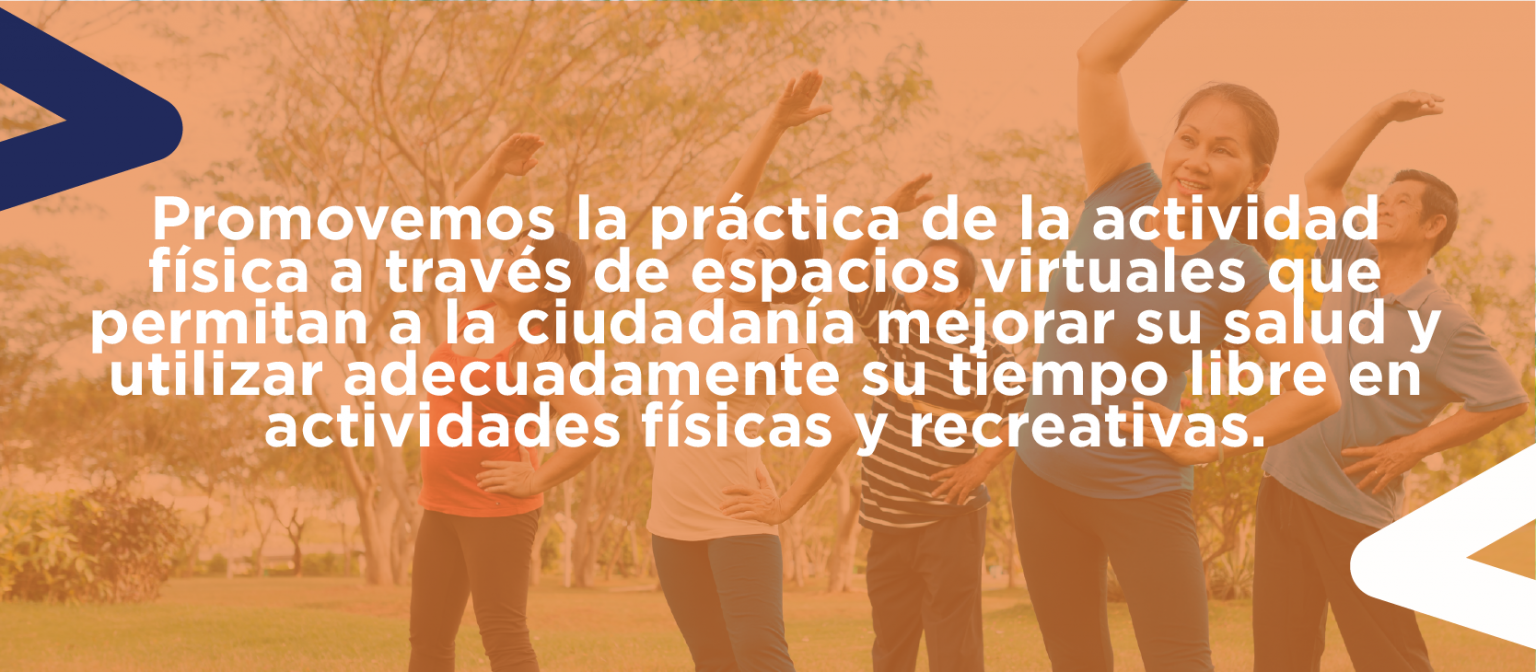 Promovemos la práctica de la actividad
física a través de espacios virtuales que
permitan a la ciudadanía mejorar su salud y
utilizar adecuadamente su tiempo libre en
actividades físicas y recreativas.